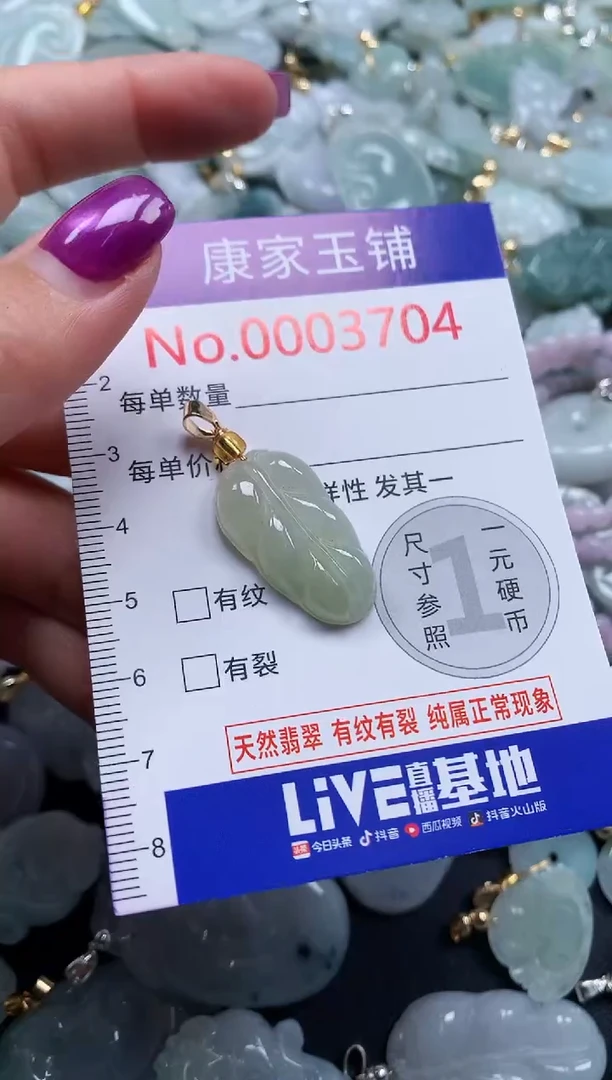 康家玉铺
No.0003704
2
每单数量
3
每单价
样性 发其一
4
尺寸参照
1
一元硬币
5
有纹
6
有裂
天然翡翠 有纹有裂 纯属正常现象
7
LiVE直播基地
8
头条 今日头条 抖音 西瓜视频 抖音火山版